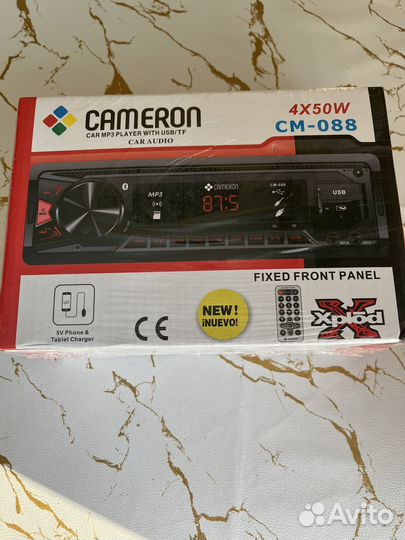 CAMERON
CAR MP3 PLAYER WITH USB/TF
CAR AUDIO
4X50W
CM-088
CAMERON
CM-088
MP3
87:5
USB
FIXED FRONT PANEL
5V Phone &
Tablet Charger
CE
NEW!
¡NUEVO!
Xplod
Avito